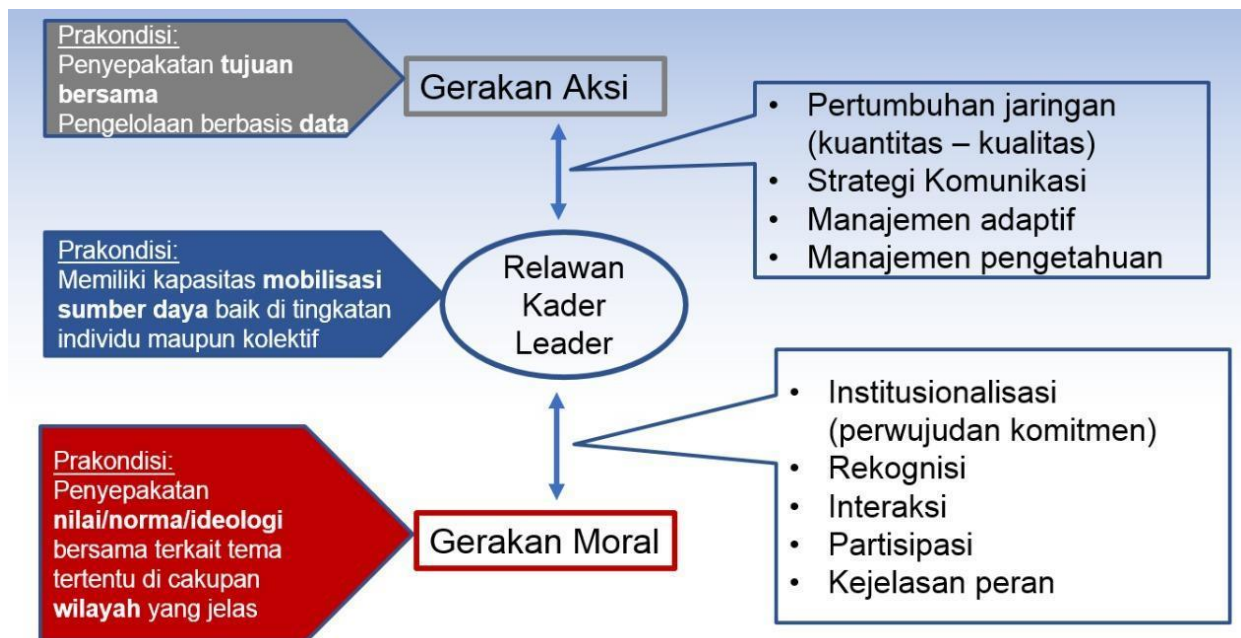 Prakondisi:
Penyepakatan tujuan
bersama
Pengelolaan berbasis data
Gerakan Aksi
• Pertumbuhan jaringan
(kuantitas – kualitas)
• Strategi Komunikasi
• Manajemen adaptif
• Manajemen pengetahuan
Prakondisi:
Memiliki kapasitas mobilisasi
sumber daya baik di tingkatan
individu maupun kolektif
Relawan
Kader
Leader
Prakondisi:
Penyepakatan
nilai/norma/ideologi
bersama terkait tema
tertentu di cakupan
wilayah yang jelas
Gerakan Moral
• Institusionalisasi
(perwujudan komitmen)
• Rekognisi
• Interaksi
• Partisipasi
• Kejelasan peran